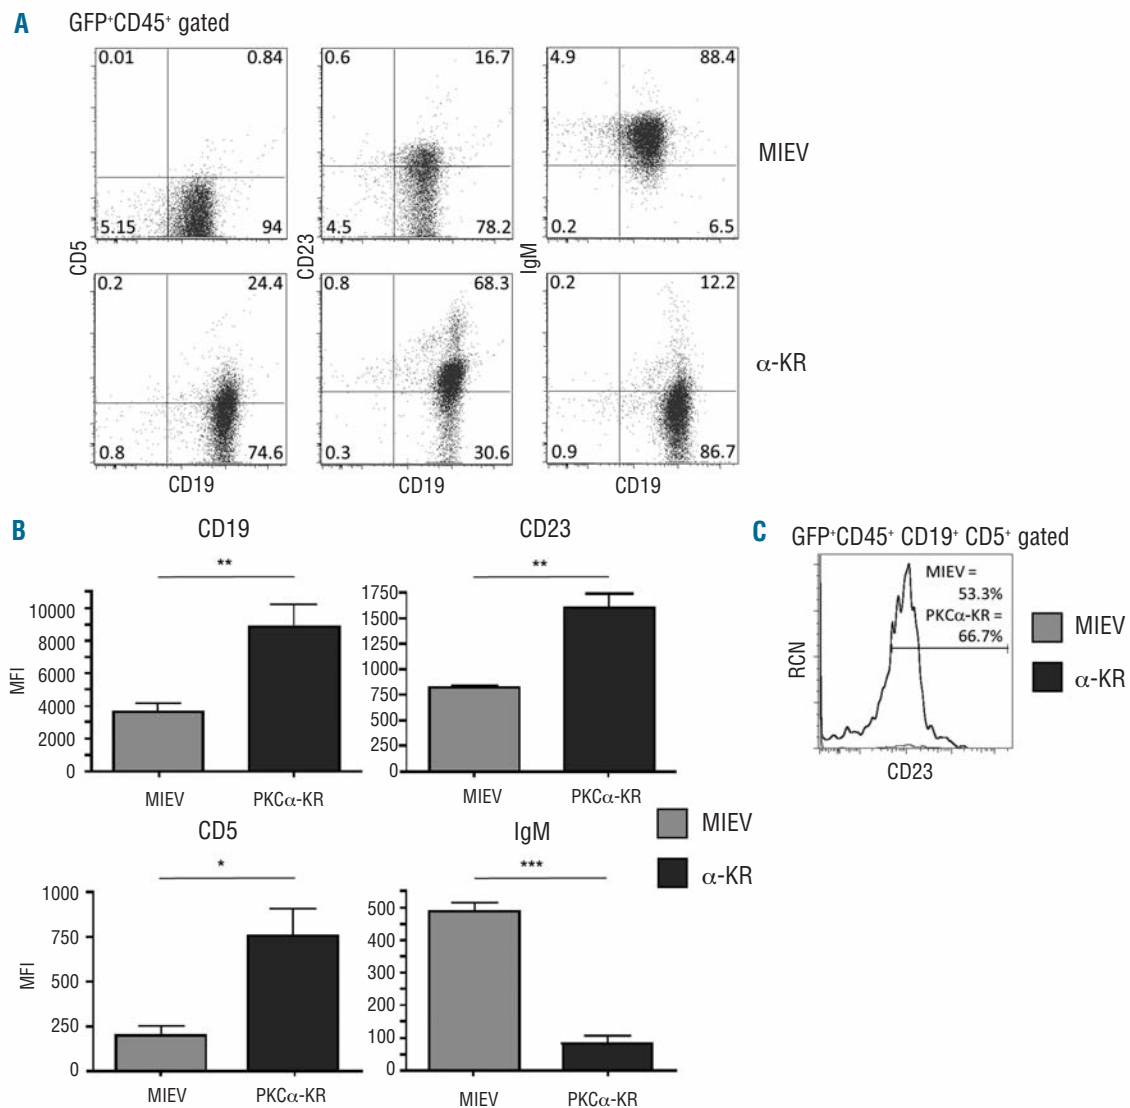 A GFP⁺CD45⁺ gated
0.01 0.84
5.15 94
CD5
0.6 16.7
4.5 78.2
CD23
4.9 88.4
0.2 6.5
IgM
MIEV
0.2 24.4
0.8 74.6
CD19
0.8 68.3
0.3 30.6
CD19
0.2 12.2
0.9 86.7
CD19
α-KR
B
CD19
**
MFI
10000
8000
6000
4000
2000
0
MIEV PKCα-KR
CD23
**
1750
1500
1250
1000
750
500
250
0
MIEV PKCα-KR
CD5
*
MFI
1000
750
500
250
0
MIEV PKCα-KR
IgM
***
500
400
300
200
100
0
MIEV PKCα-KR
MIEV
α-KR
C GFP⁺CD45⁺ CD19⁺ CD5⁺ gated
MIEV =
53.3%
PKCα-KR =
66.7%
RCN
CD23
MIEV
α-KR